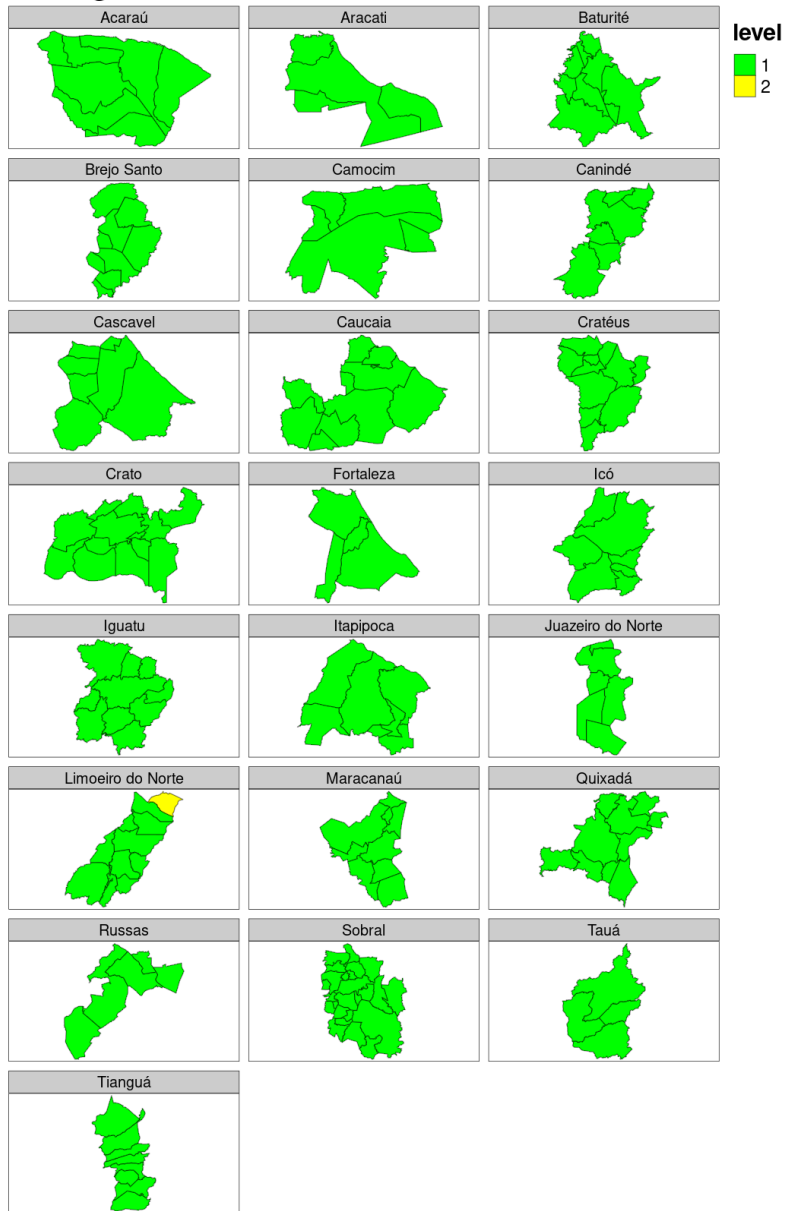 Acaraú
Aracati
Baturité
level
1
2
Brejo Santo
Camocim
Canindé
Cascavel
Caucaia
Cratéus
Crato
Fortaleza
Icó
Iguatu
Itapipoca
Juazeiro do Norte
Limoeiro do Norte
Maracanaú
Quixadá
Russas
Sobral
Tauá
Tianguá